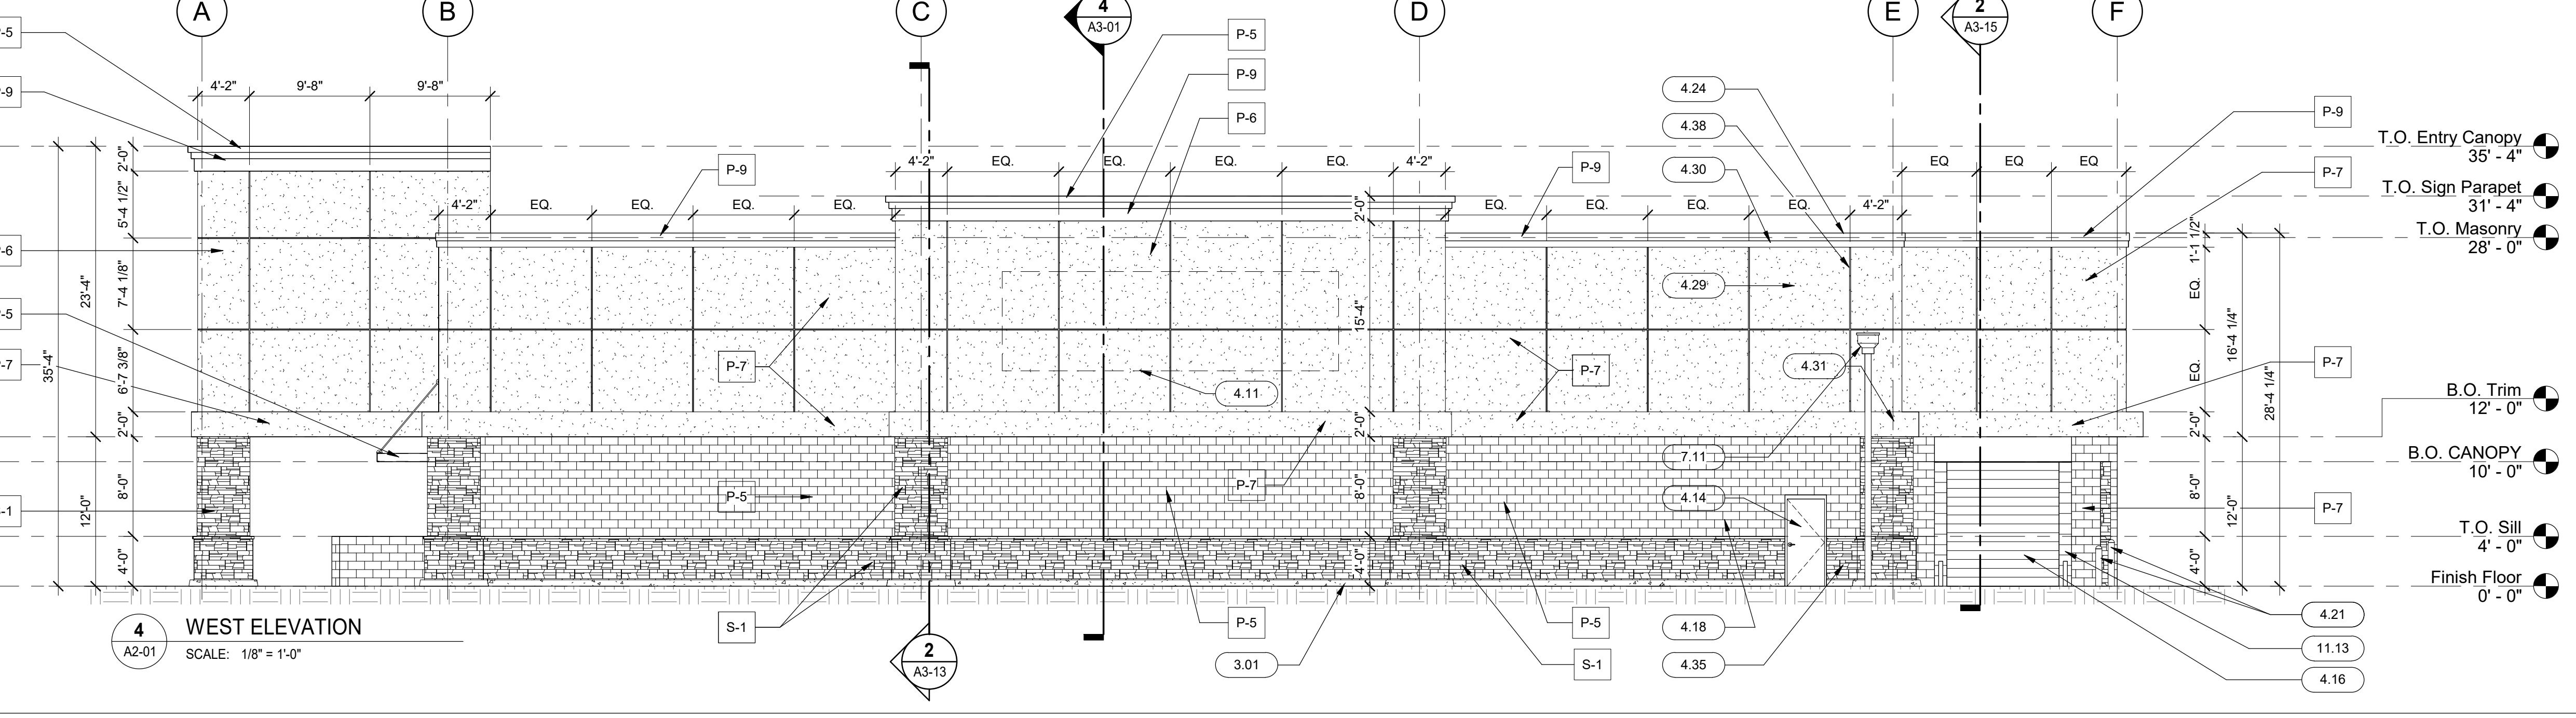 A
B
C
4
A3-01
D
E
2
A3-15
F
-5
P-5
P-9
-9
4'-2"
9'-8"
9'-8"
4.24
P-9
P-6
4.38
T.O. Entry Canopy
35' - 4"
2'-0"
4'-2"
EQ.
EQ.
EQ.
EQ.
4'-2"
P-9
P-9
4.30
EQ
EQ
EQ
P-7
T.O. Sign Parapet
31' - 4"
5'-4 1/2"
4'-2"
EQ.
EQ.
EQ.
EQ.
2'-0"
EQ.
EQ.
EQ.
EQ.
4'-2"
1'-1 1/2"
T.O. Masonry
28' - 0"
-6
23'-4"
7'-4 1/8"
4.29
EQ.
-5
15'-4"
16'-4 1/4"
-7
35'-4"
6'-7 3/8"
P-7
P-7
4.31
EQ.
P-7
28'-4 1/4"
4.11
B.O. Trim
12' - 0"
2'-0"
2'-0"
2'-0"
7.11
B.O. CANOPY
10' - 0"
8'-0"
P-5
P-7
8'-0"
4.14
8'-0"
-1
12'-0"
12'-0"
P-7
T.O. Sill
4' - 0"
4'-0"
4'-0"
4'-0"
Finish Floor
0' - 0"
4
A2-01
WEST ELEVATION
SCALE: 1/8" = 1'-0"
S-1
P-5
P-5
4.18
4.21
2
A3-13
3.01
S-1
4.35
11.13
4.16